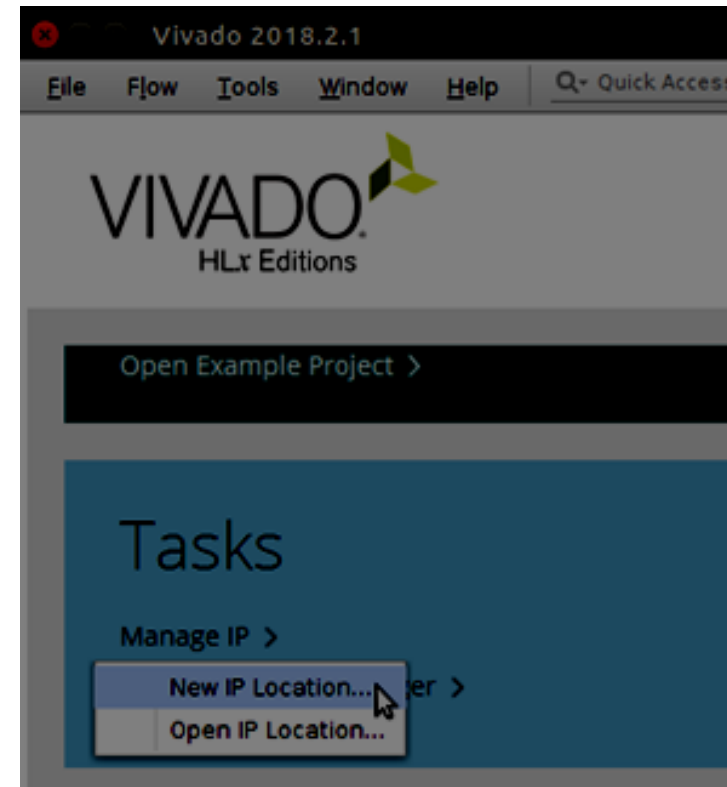 Vivado 2018.2.1
File Flow Tools Window Help Quick Access
VIVADO.
HLx Editions
Open Example Project >
Tasks
Manage IP >
New IP Location...
>
Open IP Location...